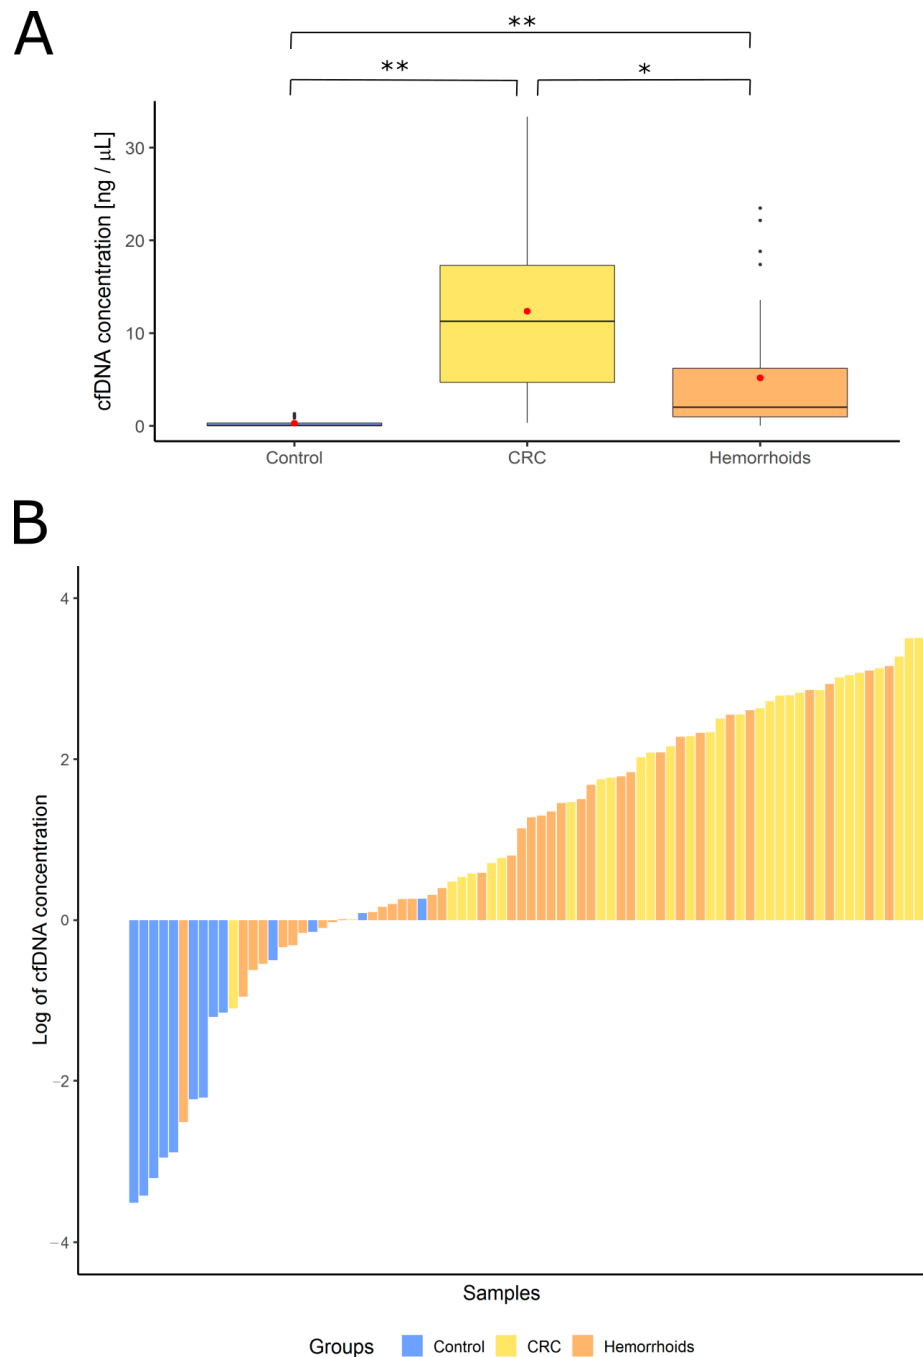 A
**
** *
cfDNA concentration [ng / μL]
30
20
10
0
Control CRC Hemorrhoids
B
Log of cfDNA concentration
4
2
0
−2
−4
Samples
Groups Control CRC Hemorrhoids